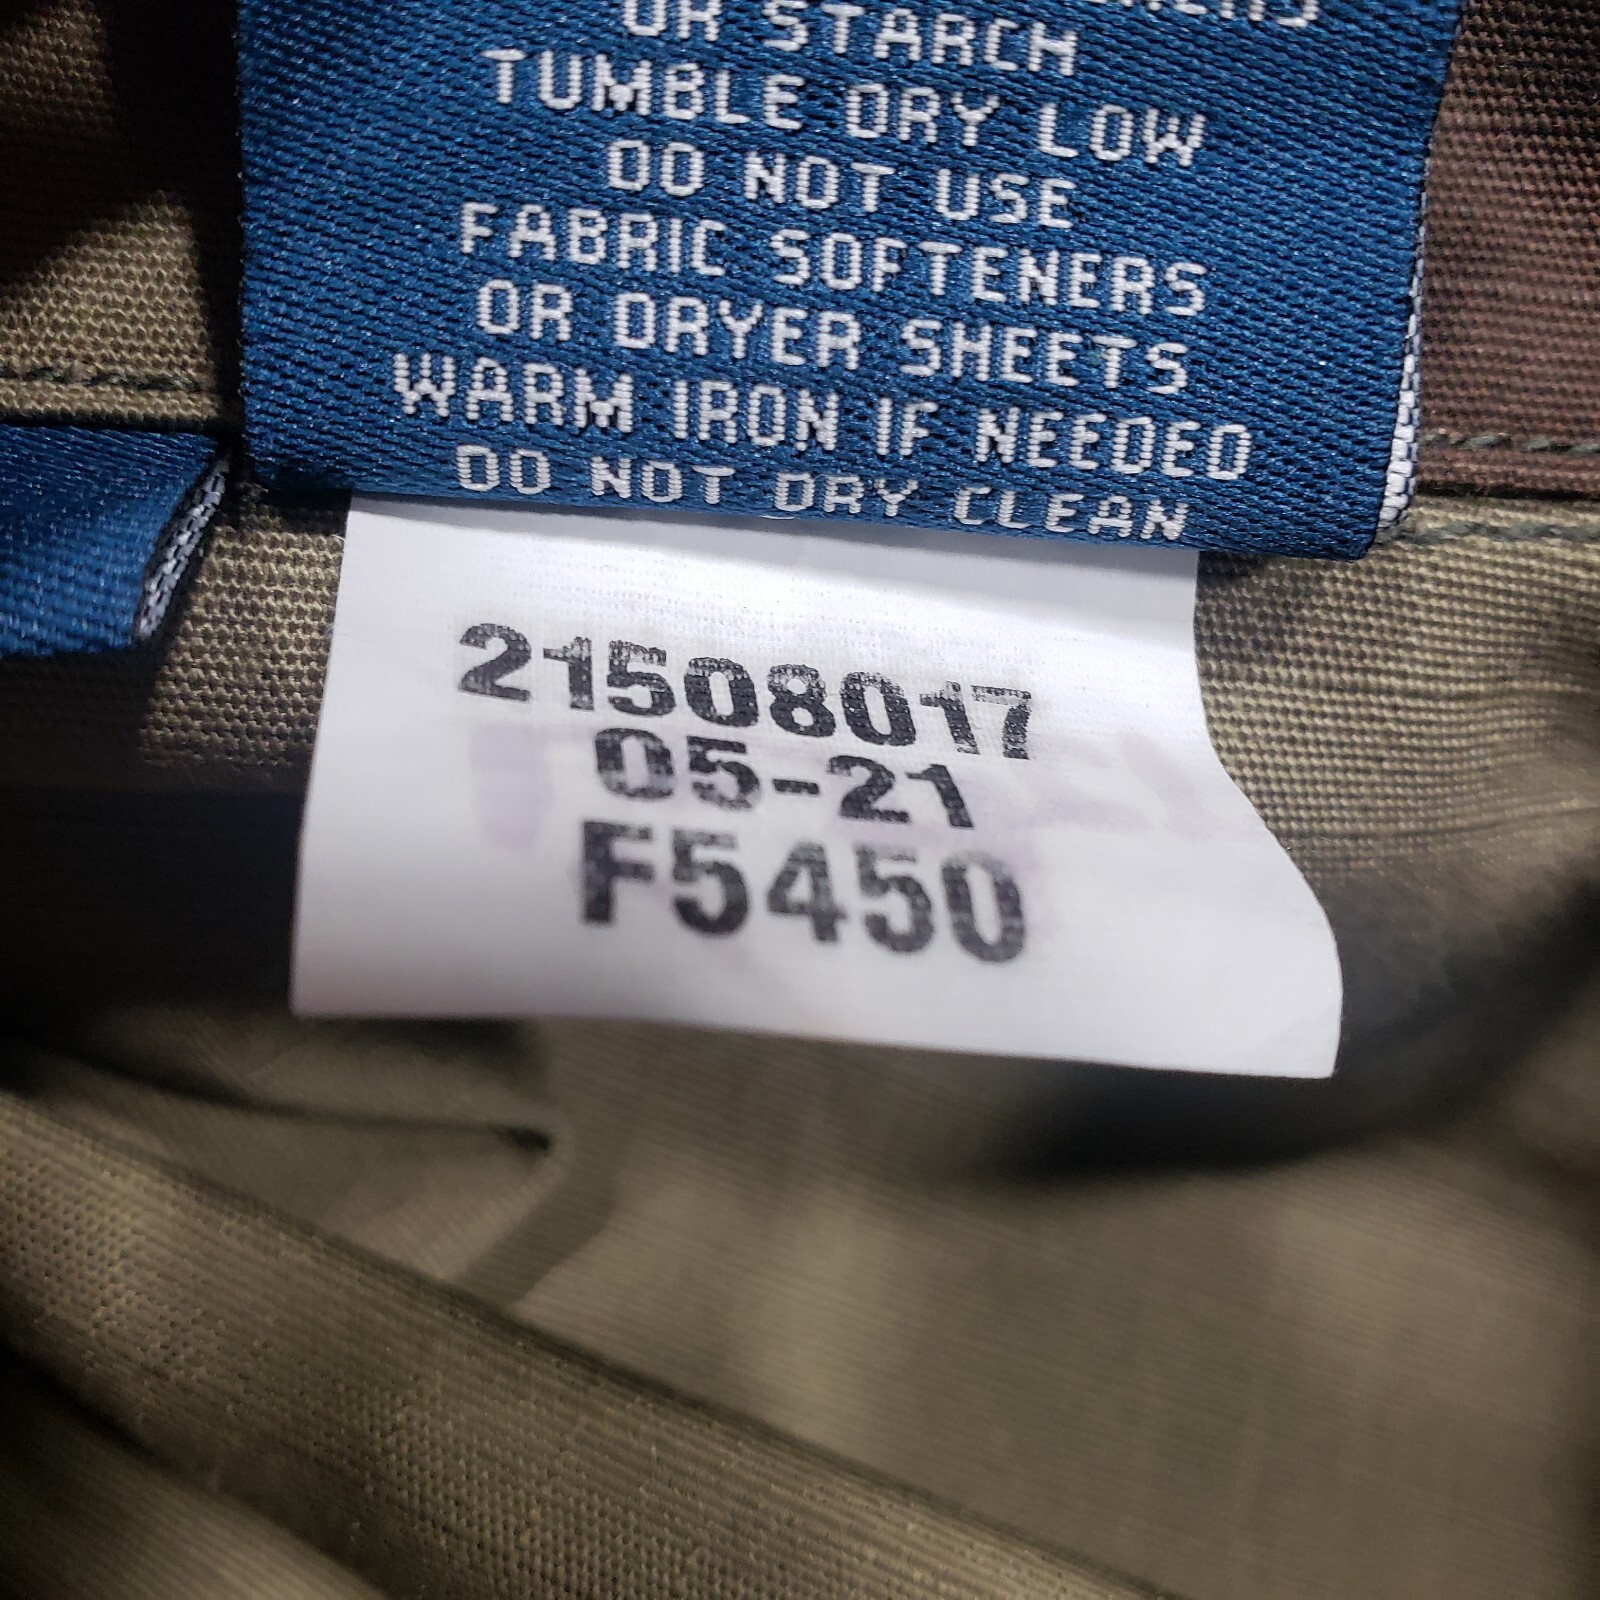 OR STARCH
TUMBLE DRY LOW
DO NOT USE
FABRIC SOFTENERS
OR DRYER SHEETS
WARM IRON IF NEEDED
DO NOT DRY CLEAN
21508017
05-21
F5450